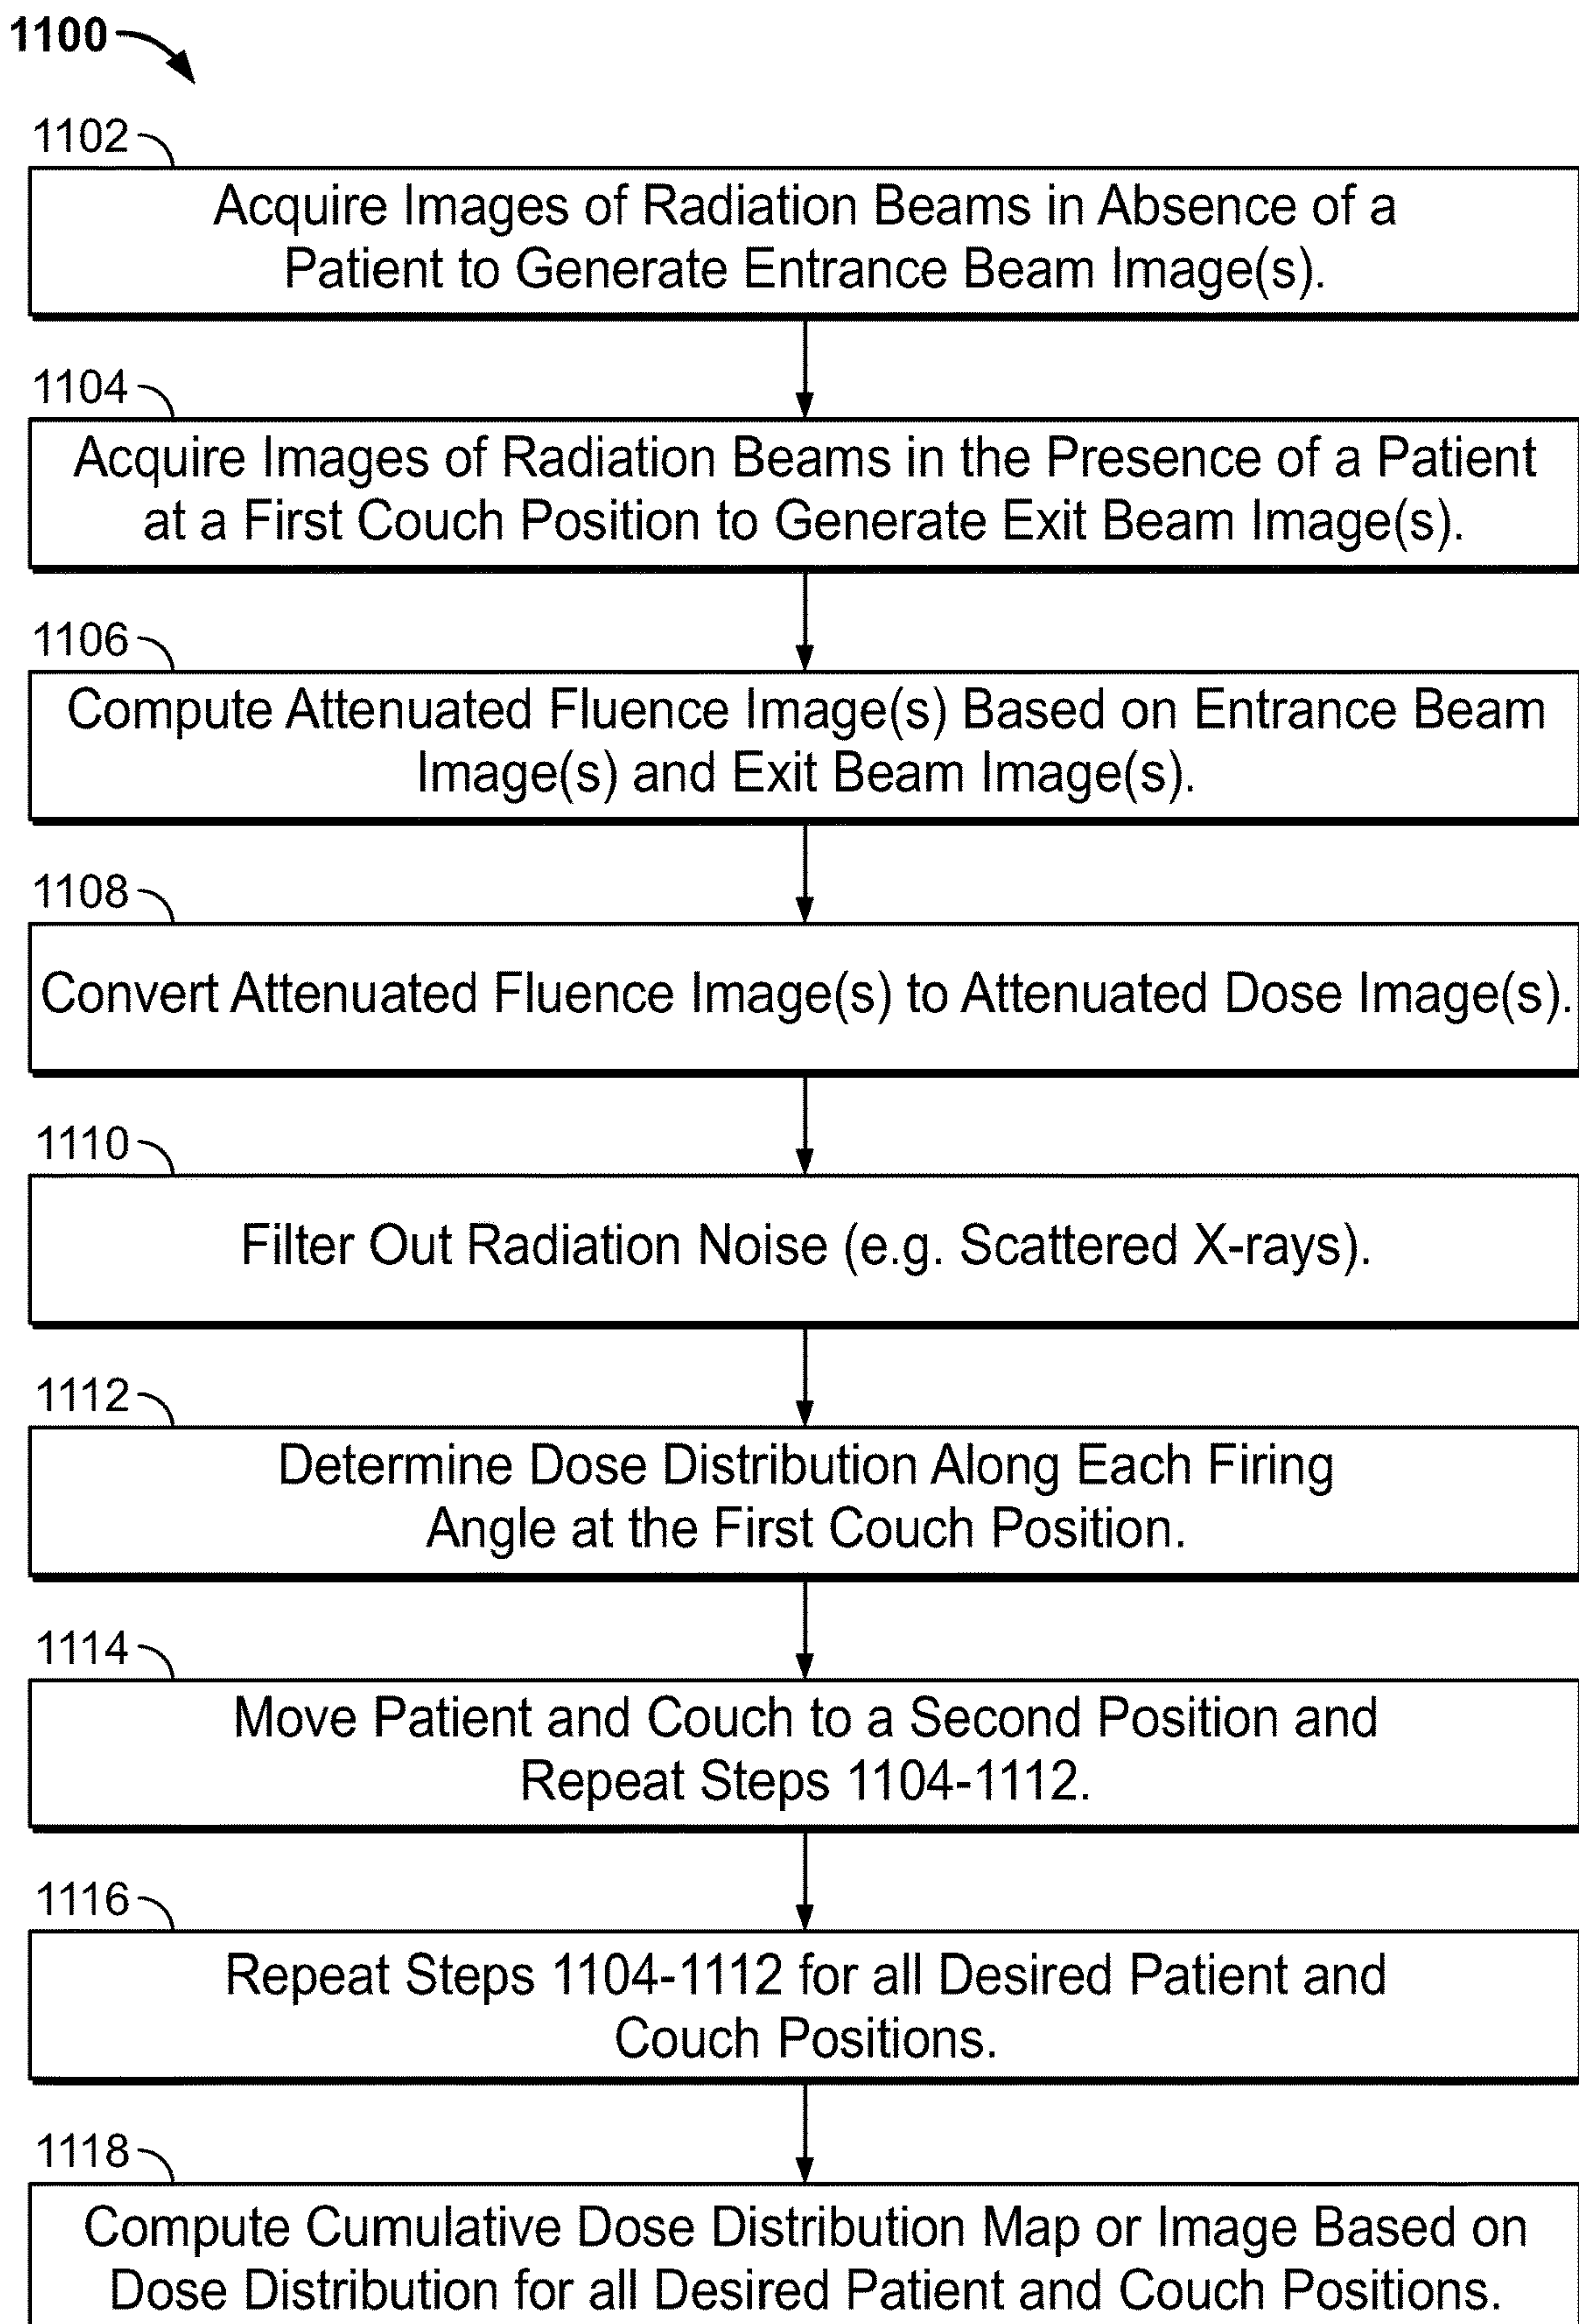 1100
1102
Acquire Images of Radiation Beams in Absence of a
Patient to Generate Entrance Beam Image(s).
1104
Acquire Images of Radiation Beams in the Presence of a Patient
at a First Couch Position to Generate Exit Beam Image(s).
1106
Compute Attenuated Fluence Image(s) Based on Entrance Beam
Image(s) and Exit Beam Image(s).
1108
Convert Attenuated Fluence Image(s) to Attenuated Dose Image(s).
1110
Filter Out Radiation Noise (e.g. Scattered X-rays).
1112
Determine Dose Distribution Along Each Firing
Angle at the First Couch Position.
1114
Move Patient and Couch to a Second Position and
Repeat Steps 1104-1112.
1116
Repeat Steps 1104-1112 for all Desired Patient and
Couch Positions.
1118
Compute Cumulative Dose Distribution Map or Image Based on
Dose Distribution for all Desired Patient and Couch Positions.